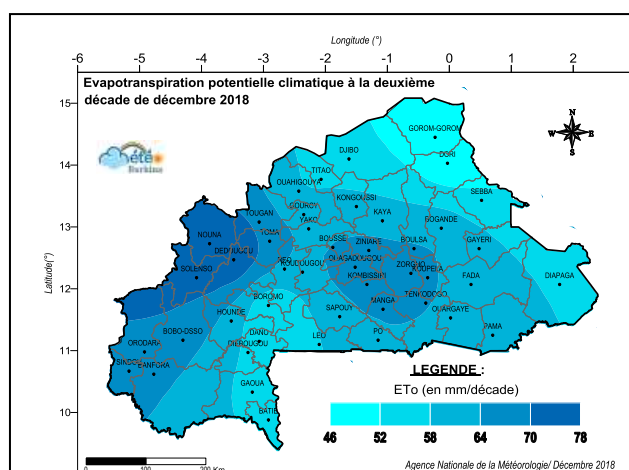 Longitude (°)
-6 -5 -4 -3 -2 -1 0 1 2
Evapotranspiration potentielle climatique à la deuxième
décade de décembre 2018
15
14
13
12
11
10
Latitude(°)
N
W E
S
météo
Burkina
GOROM-GOROM
DORI
DJIBO
TITAO
OUAHIGOUYA
SEBBA
KONGOUSSI
GOURCY
TOUGAN
KAYA
YAKO
BOGANDE
NOUNA
TOMA
BOUSSE
ZINIARE
BOULSA
GAYERI
DEDOUGOU
OUAGADOUGOU
SOLENSO
KOUDOUGOU
ZORGHO
KOUPELA
KONBISSIRI
FADA
DIAPAGA
BOROMO
MANGA
TENKODOGO
HOUNDE
SAPOUY
OUARGAYE
BOBO-DSSO
DANO
LEO
PO
PAMA
ORODARA
DIEBOUGOU
SINDOU
BANFORA
GAOUA
BATIE
LEGENDE :
ETo (en mm/décade)
46 52 58 64 70 78
0 100 200 Km
Agence Nationale de la Météorologie/ Décembre 2018